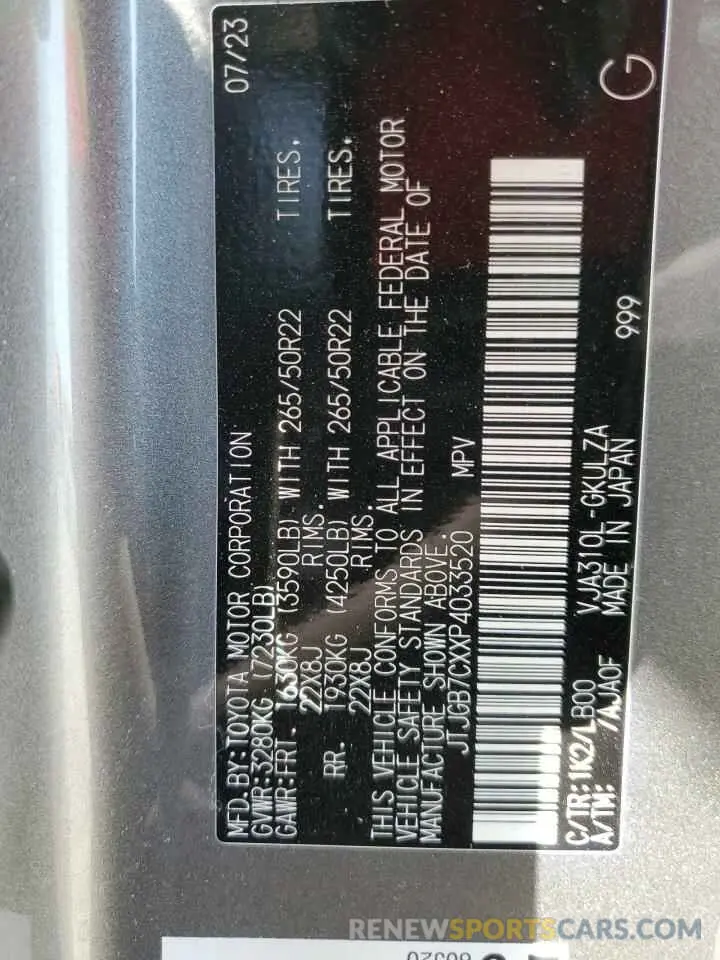 MFD.BY:TOYOTA MOTOR CORPORATION 07/23
GVWR:3280KG (7230LB)
GAWR:FRT. 1630KG (3590LB) WITH 265/50R22 TIRES,
22X8J RIMS.
RR. 1930KG (4250LB) WITH 265/50R22 TIRES,
22X8J RIMS.
THIS VEHICLE CONFORMS TO ALL APPLICABLE FEDERAL MOTOR
VEHICLE SAFETY STANDARDS IN EFFECT ON THE DATE OF
MANUFACTURE SHOWN ABOVE.
JTJGB7CXXP4033520 MPV
C/TR:1K2/LB00 VJA310L-GKULZA 999 G
A/TM: /AJA0F MADE IN JAPAN
RENEWSPORTSCARS.COM